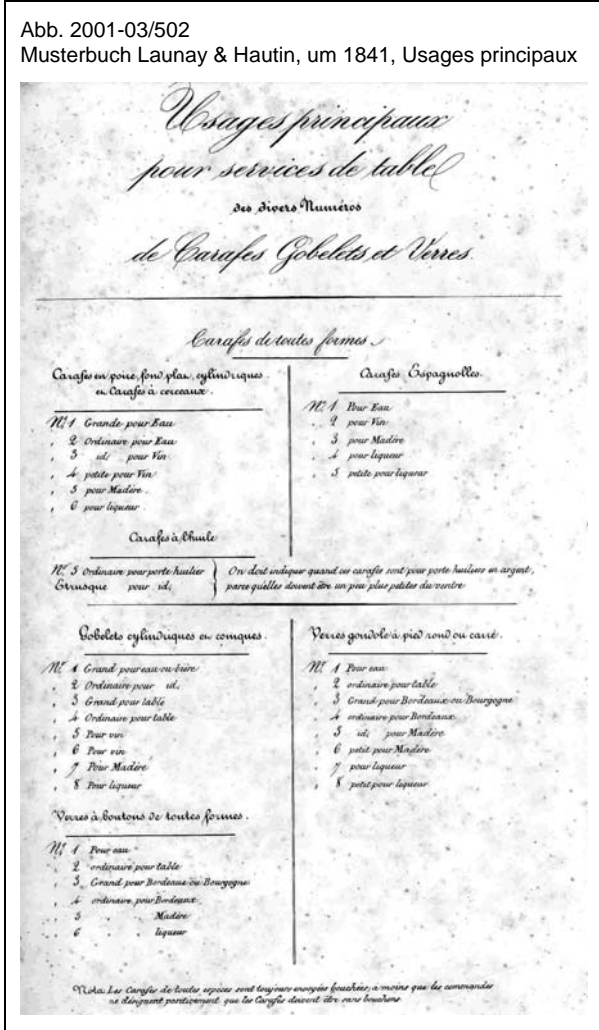 Abb. 2001-03/502
Musterbuch Launay & Hautin, um 1841, Usages principaux
Usages principaux
pour services de table
des divers Numéros
de Carafes Gobelets et Verres.
Carafes de toutes formes.
Carafes en poire, fond plat, cylindriques
et Carafes à cerceaux.
Nº 1 Grande pour Eau
, 2 Ordinaire pour Eau
, 3 id. pour Vin
, 4 petite pour Vin
, 5 pour Madère
, 6 pour liqueur
Carafes Espagnolles.
Nº 1 Pour Eau
, 2 pour Vin
, 3 pour Madère
, 4 pour liqueur
, 5 petite pour liqueur
Carafes à l'huile
Nº 5 Ordinaire pour porte huilier
Etrusque pour id.
On doit indiquer quand ces carafes sont pour porte huiliers en argent,
parce qu'elles doivent être un peu plus petites du ventre
Gobelets cylindriques ou coniques.
Nº 1 Grand pour eau ou bière
, 2 Ordinaire pour id.
, 3 Grand pour table
, 4 Ordinaire pour table
, 5 Pour vin
, 6 Pour vin
, 7 Pour Madère
, 8 Pour liqueur
Verres à boutons de toutes formes.
Nº 1 Pour eau
, 2 ordinaire pour table
, 3 Grand pour Bordeaux ou Bourgogne
, 4 ordinaire pour Bordeaux
, 5 " " Madère
, 6 " " liqueur
Verres gondole à pied rond ou carré.
Nº 1 Pour eau
, 2 ordinaire pour table
, 3 Grand pour Bordeaux ou Bourgogne
, 4 ordinaire pour Bordeaux
, 5 id. pour Madère
, 6 petit pour Madère
, 7 pour liqueur
, 8 petit pour liqueur
Nota. Les Carafes de toutes espèces sont toujours envoyées bouchées, à moins que les commandes
ne désignent que les Carafes doivent être sans bouchons